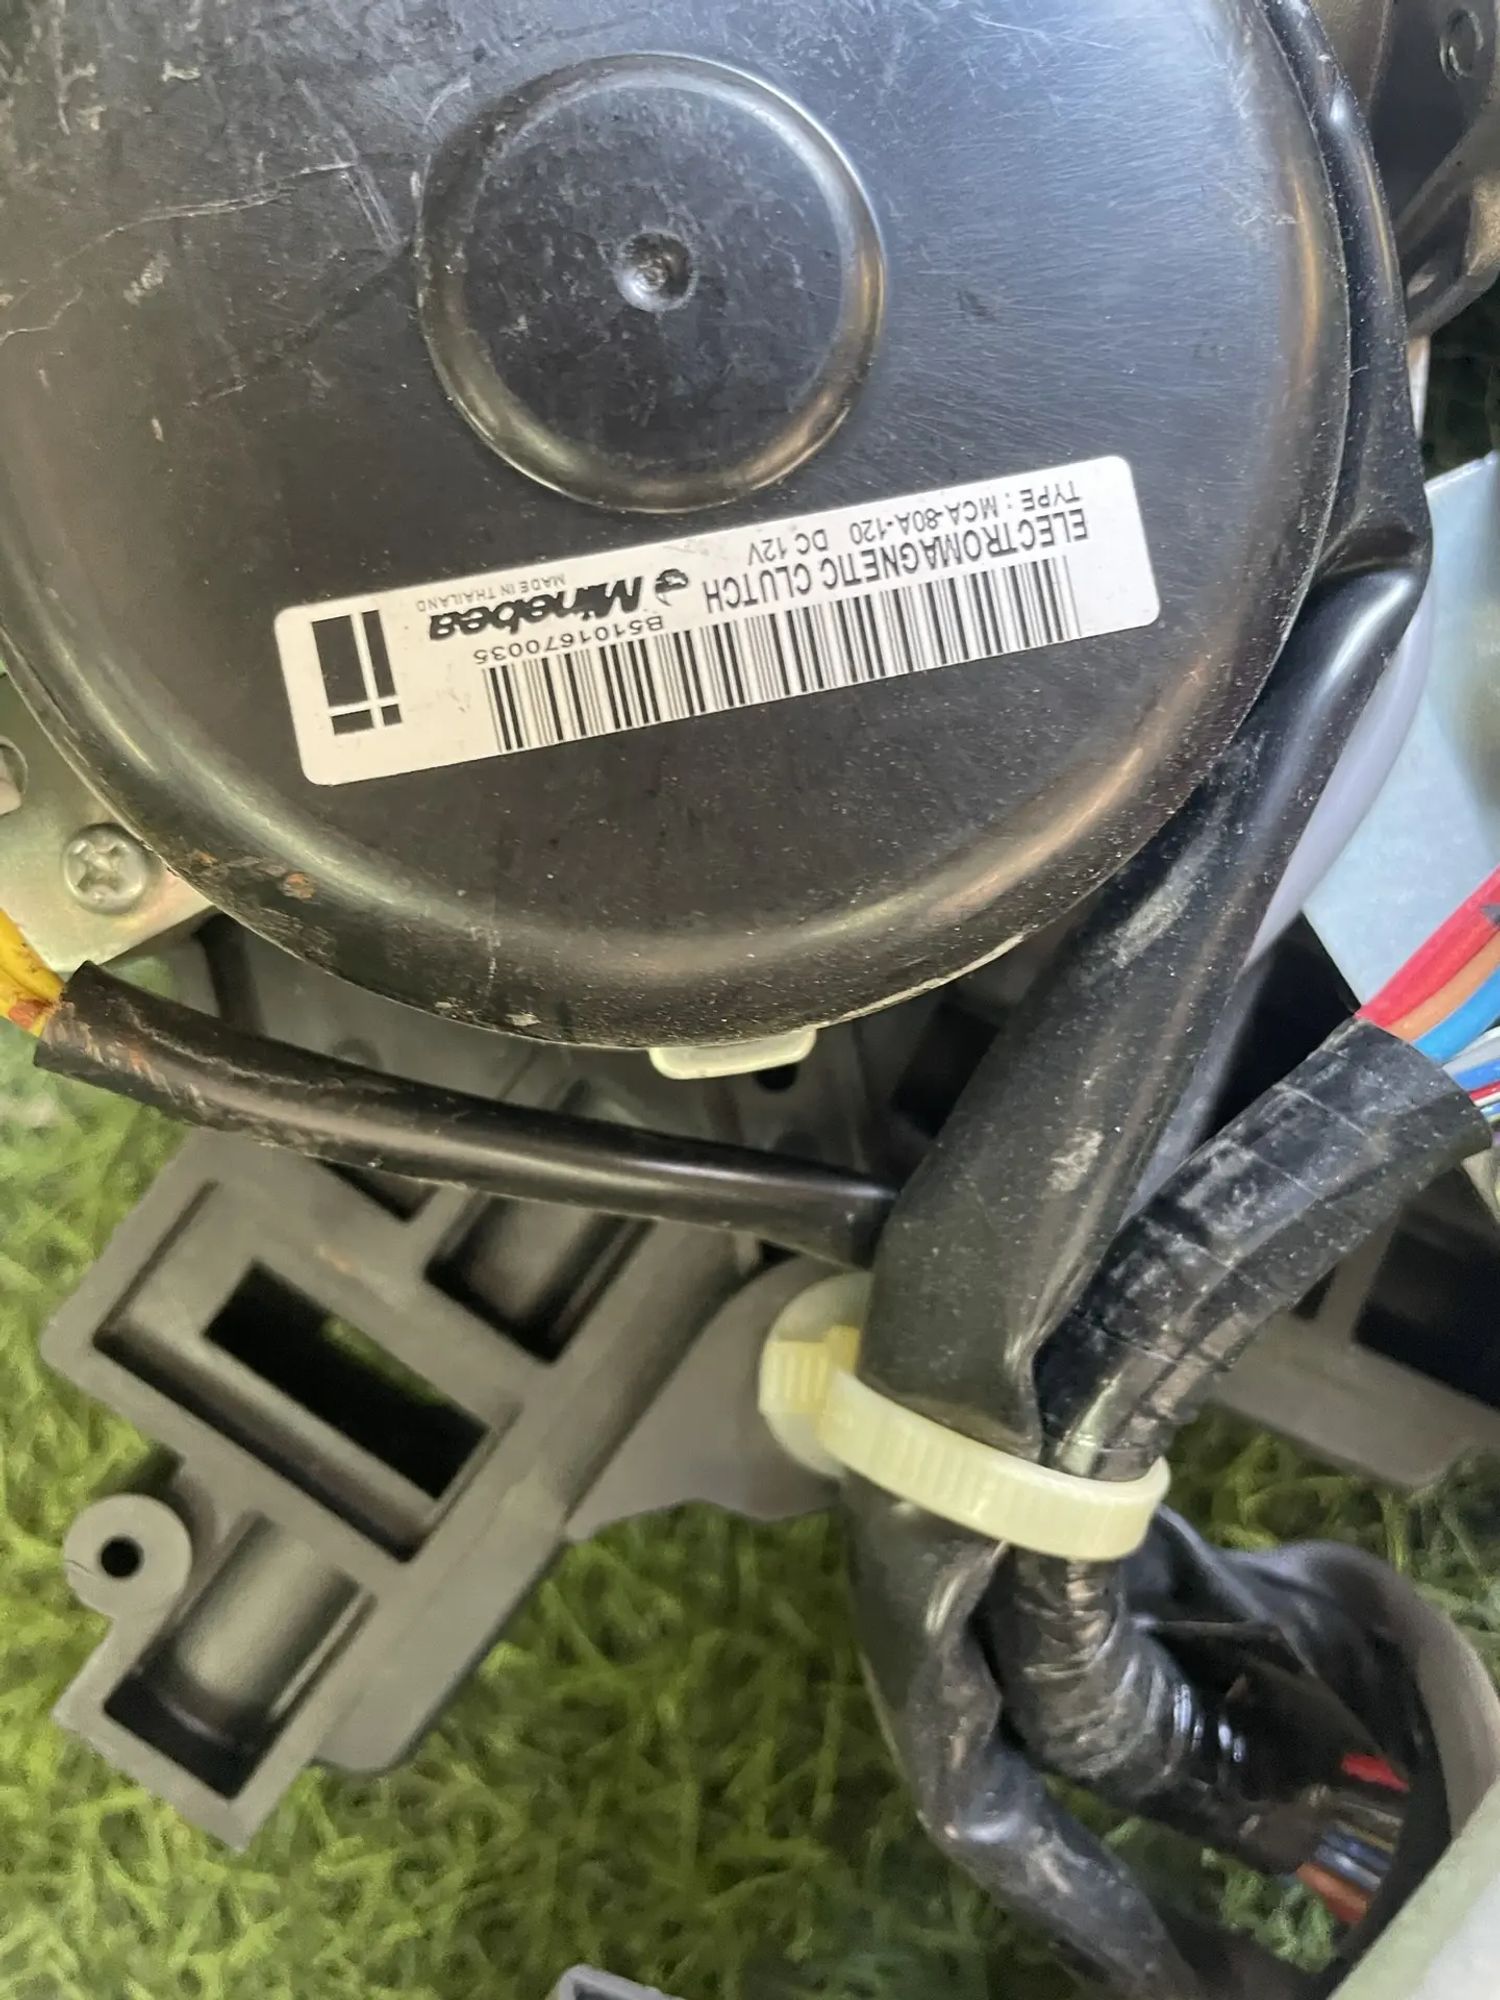 TYPE : MCA-80A-120 DC 12V
ELECTROMAGNETIC CLUTCH
Minebea
MADE IN THAILAND
B5101670035